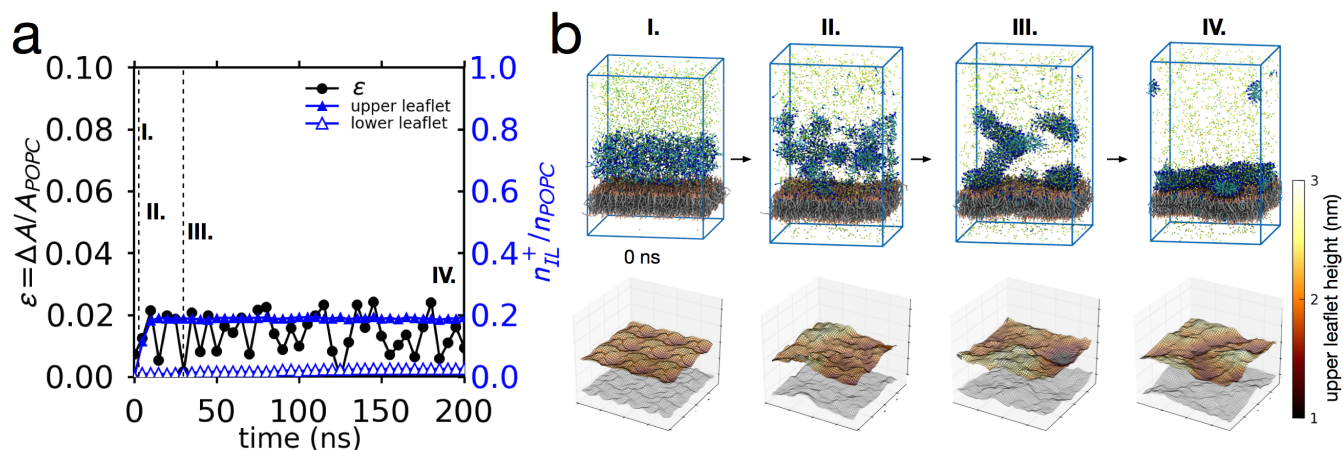 a
ε = ΔA/A_POPC
0.10
0.08
0.06
0.04
0.02
0.00
I.
II.
III.
IV.
ε
upper leaflet
lower leaflet
1.0
0.8
0.6
0.4
0.2
0.0
n_IL^+/n_POPC
0 50 100 150 200
time (ns)
b
I. II. III. IV.
0 ns
3
2
1
upper leaflet height (nm)